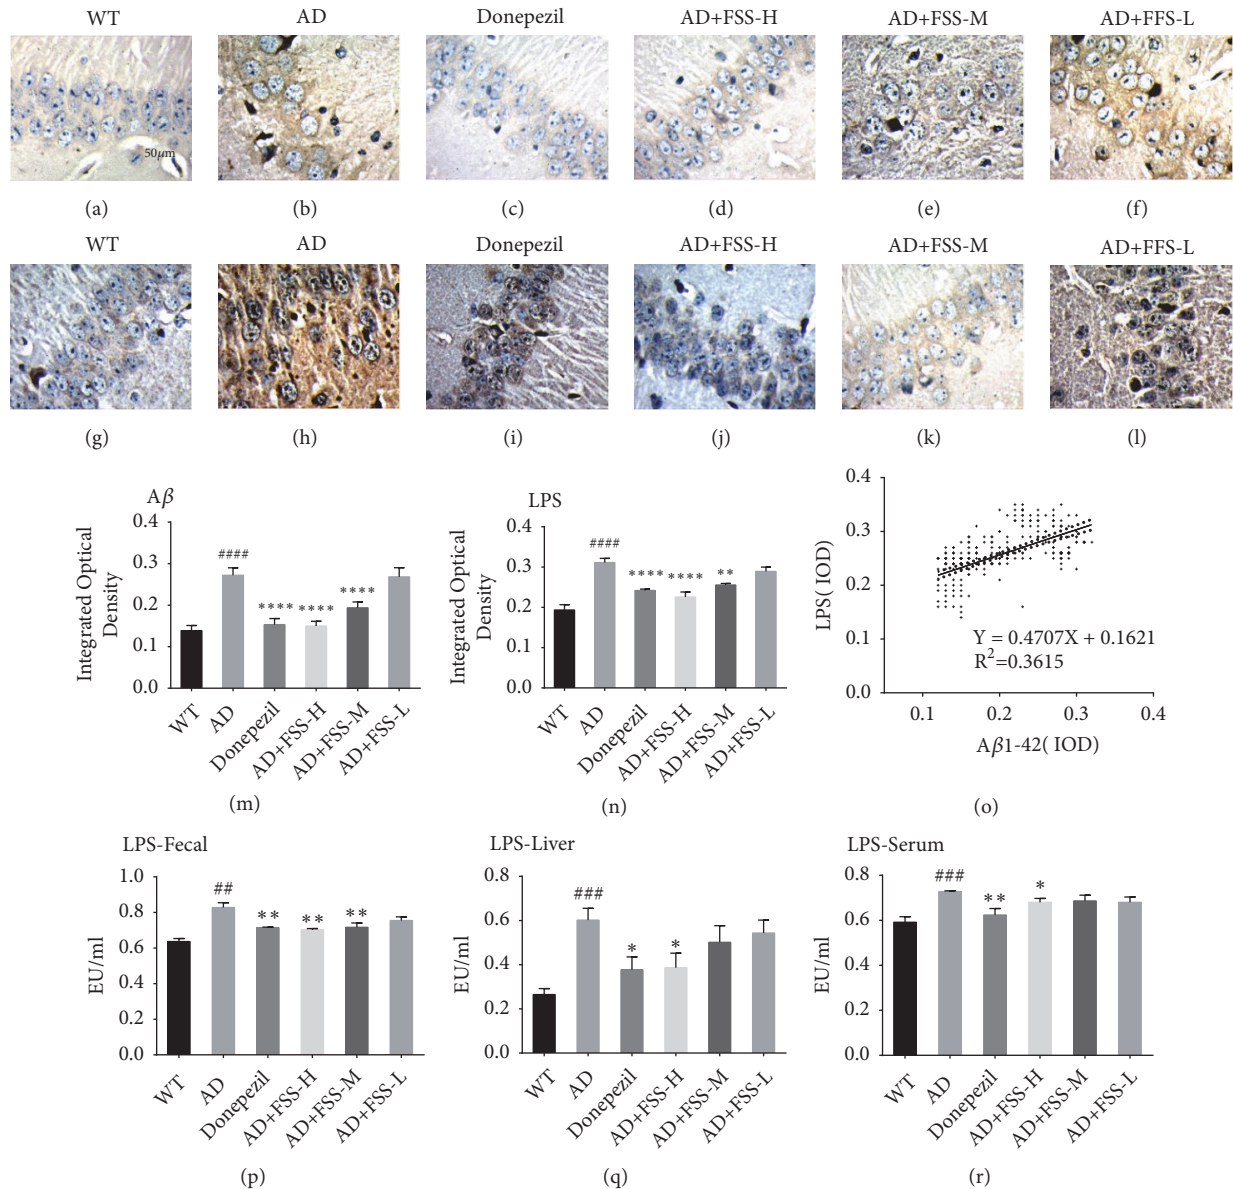 WT AD Donepezil AD+FSS-H AD+FSS-M AD+FFS-L
50μm
(a) (b) (c) (d) (e) (f)
WT AD Donepezil AD+FSS-H AD+FSS-M AD+FFS-L
(g) (h) (i) (j) (k) (l)
Aβ
Integrated Optical
Density
0.4
0.3
0.2
0.1
0.0
####
****
****
****
WT AD Donepezil AD+FSS-H AD+FSS-M AD+FSS-L
(m)
LPS
Integrated Optical
Density
0.4
0.3
0.2
0.1
0.0
####
****
****
**
WT AD Donepezil AD+FSS-H AD+FSS-M AD+FSS-L
(n)
LPS( IOD)
0.4
0.3
0.2
0.1
0.0
Y = 0.4707X + 0.1621
R²=0.3615
0.1 0.2 0.3 0.4
Aβ1-42( IOD)
(o)
LPS-Fecal
EU/ml
1.0
0.8
0.6
0.4
0.2
0.0
##
**
**
**
WT AD Donepezil AD+FSS-H AD+FSS-M AD+FSS-L
(p)
LPS-Liver
EU/ml
0.8
0.6
0.4
0.2
0.0
###
*
*
WT AD Donepezil AD+FSS-H AD+FSS-M AD+FSS-L
(q)
LPS-Serum
EU/ml
0.8
0.6
0.4
0.2
0.0
###
**
*
WT AD Donepezil AD+FSS-H AD+FSS-M AD+FSS-L
(r)